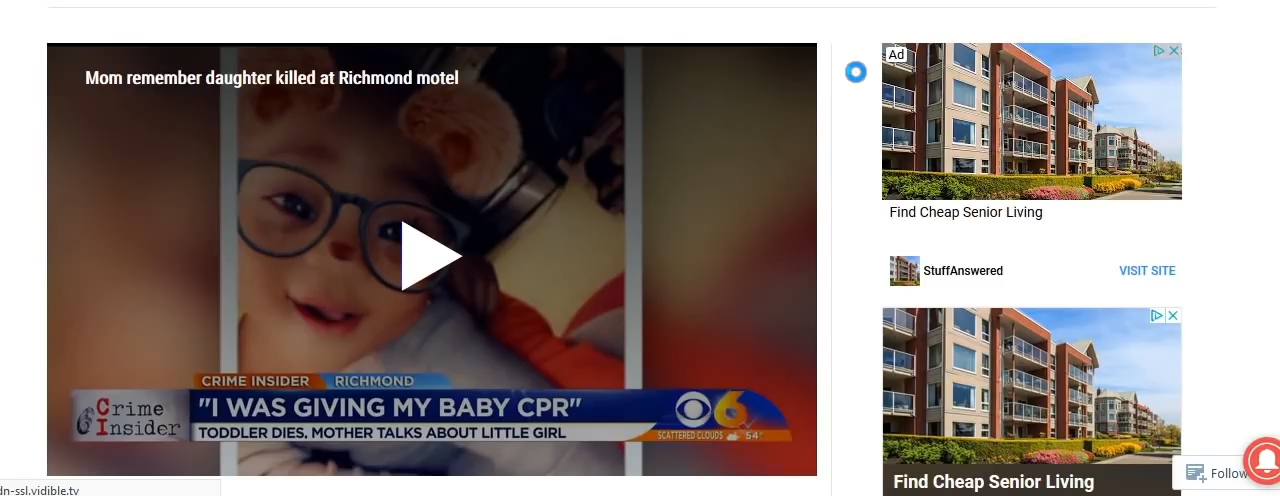 Mom remember daughter killed at Richmond motel
CRIME INSIDER RICHMOND
Crime Insider
"I WAS GIVING MY BABY CPR"
TODDLER DIES, MOTHER TALKS ABOUT LITTLE GIRL
6
SCATTERED CLOUDS 54°
dn-ssl.vidible.tv
Ad
Find Cheap Senior Living
StuffAnswered VISIT SITE
Find Cheap Senior Living
Follow